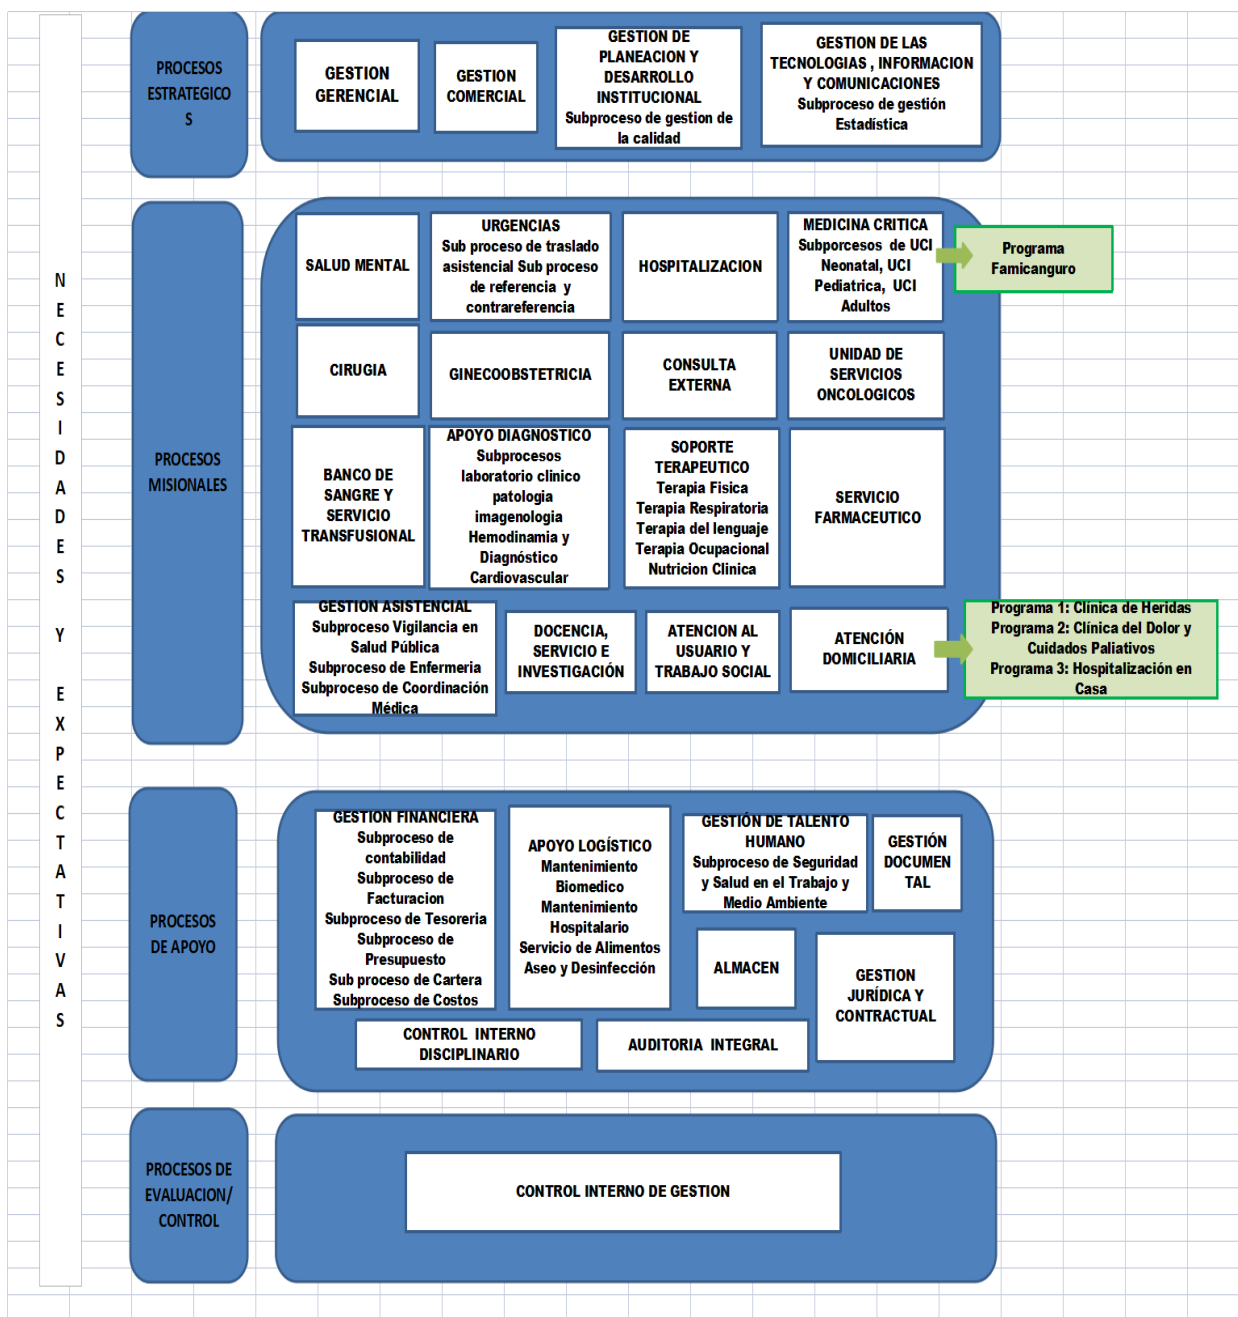 NECESIDADES Y EXPECTATIVAS
PROCESOS
ESTRATEGICO
S
GESTION
GERENCIAL
GESTION
COMERCIAL
GESTION DE
PLANEACION Y
DESARROLLO
INSTITUCIONAL
Subproceso de gestion de
la calidad
GESTION DE LAS
TECNOLOGIAS , INFORMACION
Y COMUNICACIONES
Subproceso de gestión
Estadística
PROCESOS
MISIONALES
SALUD MENTAL
URGENCIAS
Sub proceso de traslado
asistencial Sub proceso
de referencia y
contrareferencia
HOSPITALIZACION
MEDICINA CRITICA
Subporcesos de UCI
Neonatal, UCI
Pediatrica, UCI
Adultos
Programa
Famicanguro
CIRUGIA
GINECOOBSTETRICIA
CONSULTA
EXTERNA
UNIDAD DE
SERVICIOS
ONCOLOGICOS
BANCO DE
SANGRE Y
SERVICIO
TRANSFUSIONAL
APOYO DIAGNOSTICO
Subprocesos
laboratorio clinico
patologia
imagenologia
Hemodinamia y
Diagnóstico
Cardiovascular
SOPORTE
TERAPEUTICO
Terapia Fisica
Terapia Respiratoria
Terapia del lenguaje
Terapia Ocupacional
Nutricion Clinica
SERVICIO
FARMACEUTICO
GESTION ASISTENCIAL
Subproceso Vigilancia en
Salud Pública
Subproceso de Enfermeria
Subproceso de Coordinación
Médica
DOCENCIA,
SERVICIO E
INVESTIGACIÓN
ATENCION AL
USUARIO Y
TRABAJO SOCIAL
ATENCIÓN
DOMICILIARIA
Programa 1: Clínica de Heridas
Programa 2: Clínica del Dolor y
Cuidados Paliativos
Programa 3: Hospitalización en
Casa
PROCESOS
DE APOYO
GESTION FINANCIERA
Subproceso de
contabilidad
Subproceso de
Facturacion
Subproceso de Tesoreria
Subproceso de
Presupuesto
Sub proceso de Cartera
Subproceso de Costos
APOYO LOGÍSTICO
Mantenimiento
Biomedico
Mantenimiento
Hospitalario
Servicio de Alimentos
Aseo y Desinfección
GESTIÓN DE TALENTO
HUMANO
Subproceso de Seguridad
y Salud en el Trabajo y
Medio Ambiente
GESTIÓN
DOCUMEN
TAL
ALMACEN
GESTION
JURÍDICA Y
CONTRACTUAL
CONTROL INTERNO
DISCIPLINARIO
AUDITORIA INTEGRAL
PROCESOS DE
EVALUACION/
CONTROL
CONTROL INTERNO DE GESTION